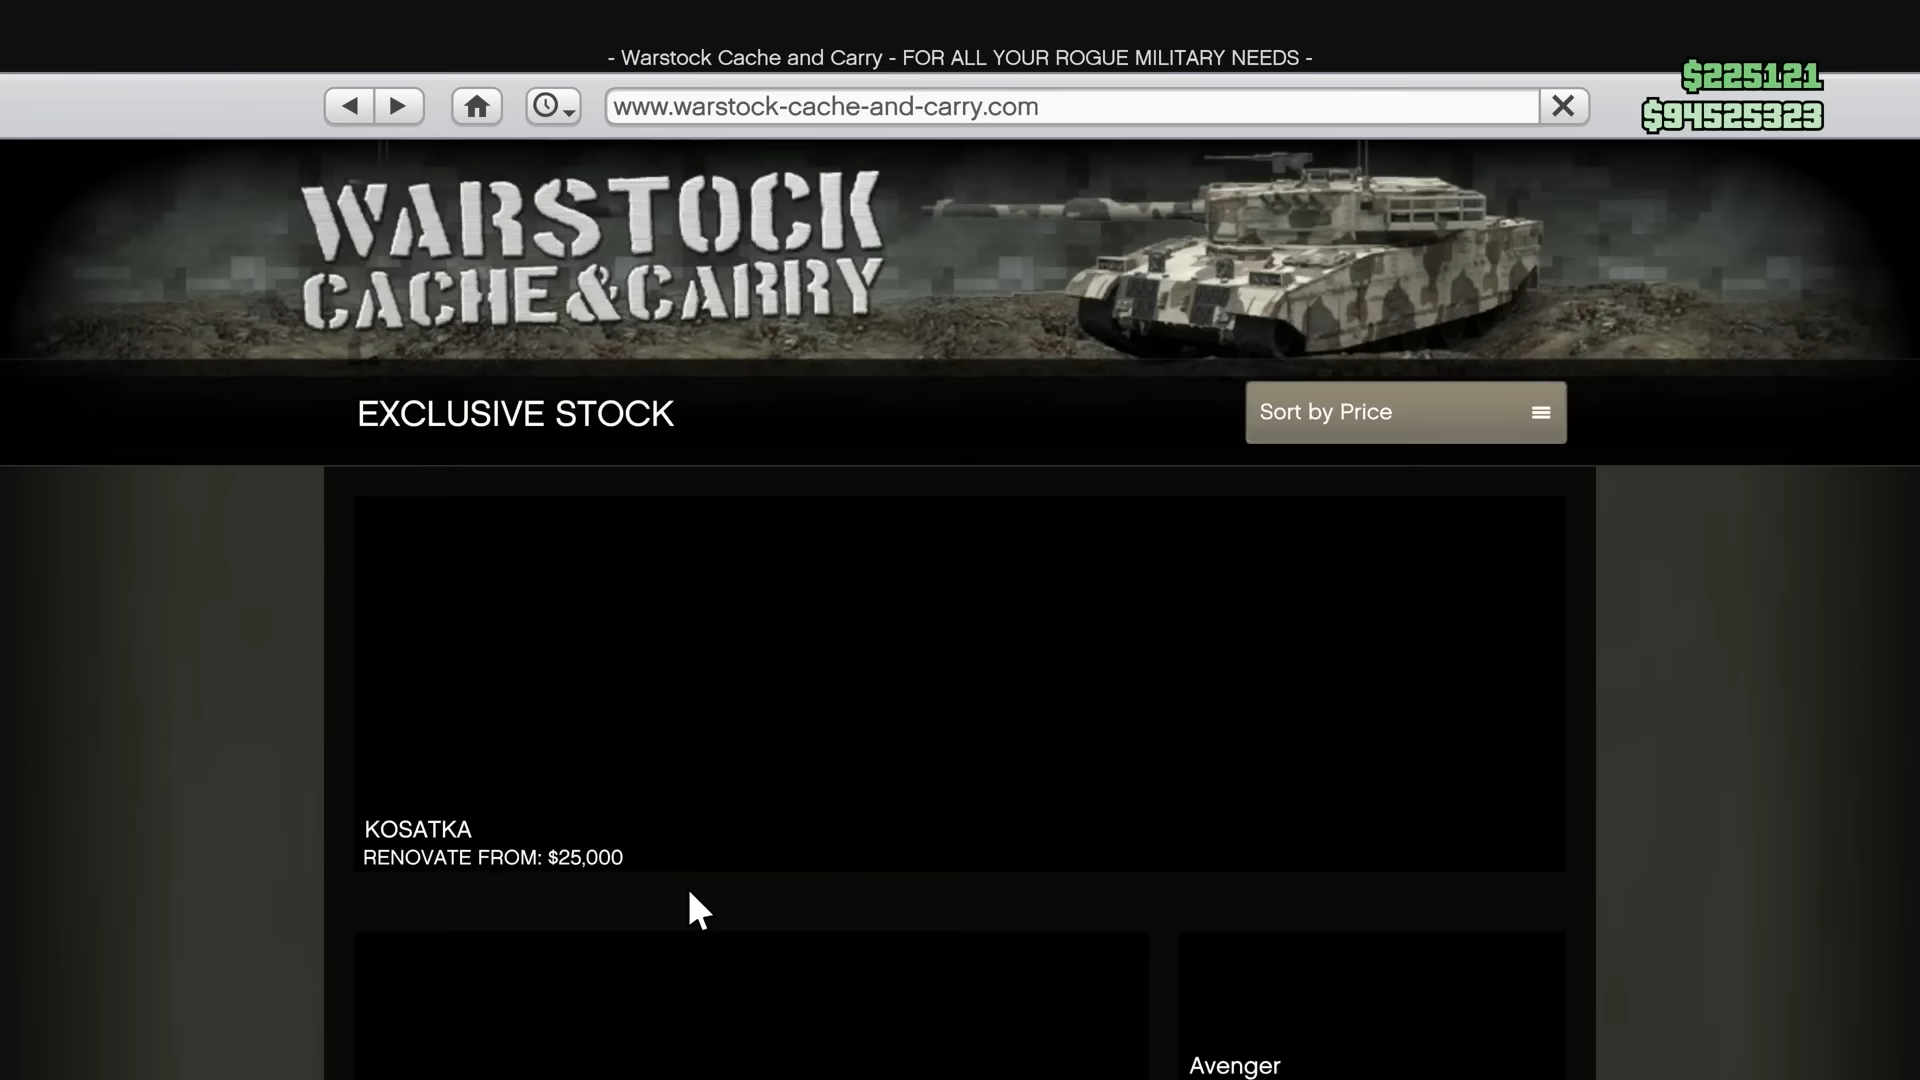 - Warstock Cache and Carry - FOR ALL YOUR ROGUE MILITARY NEEDS -
$225121
www.warstock-cache-and-carry.com
$94525323
WARSTOCK
CACHE&CARRY
EXCLUSIVE STOCK
Sort by Price
KOSATKA
RENOVATE FROM: $25,000
Avenger